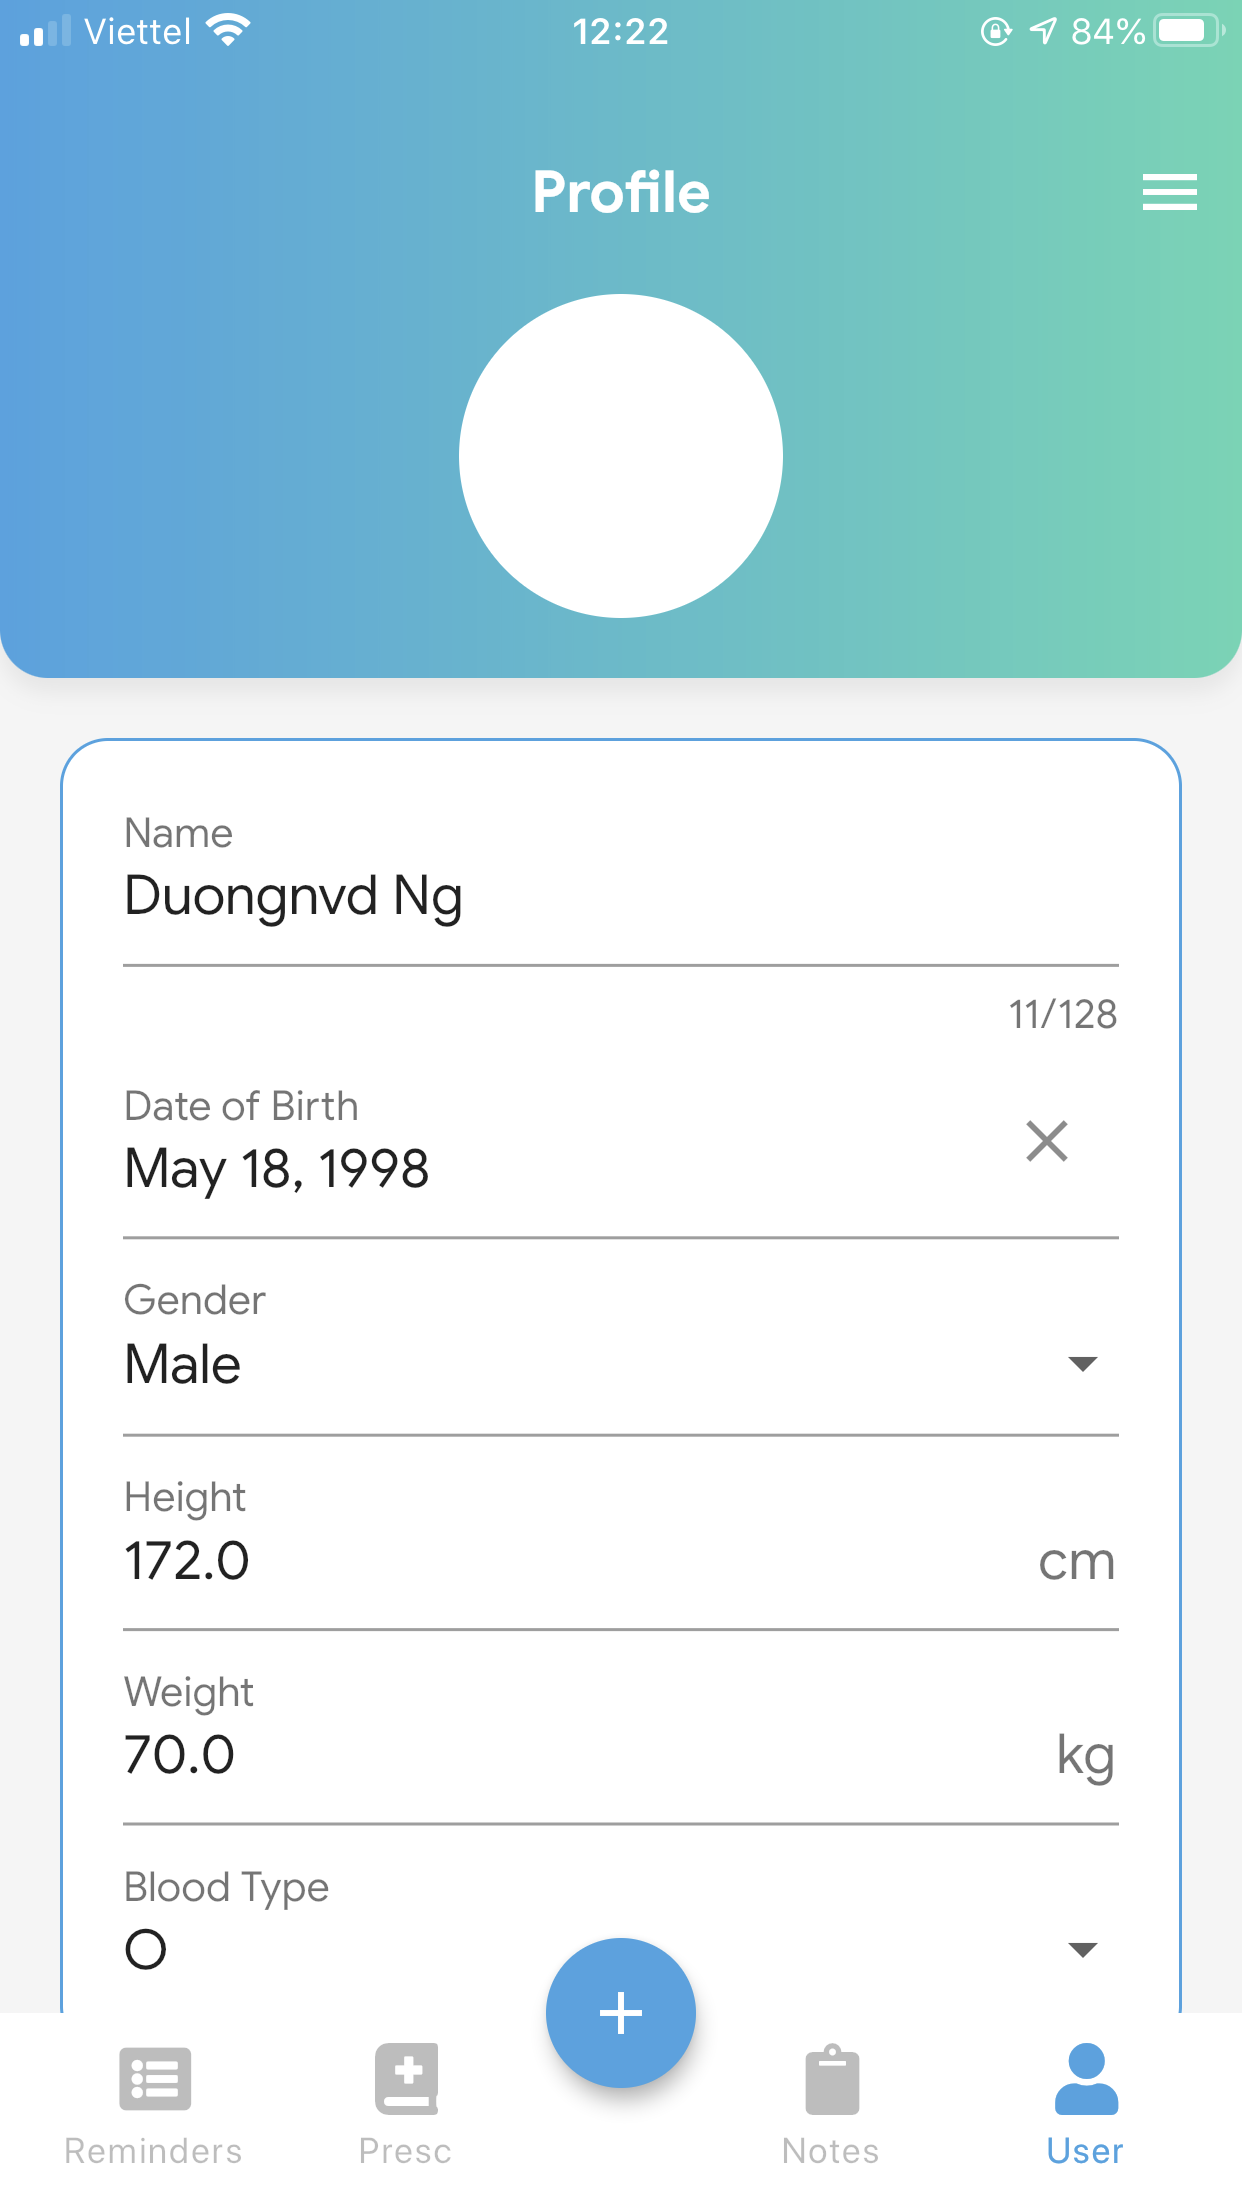 Viettel 12:22 84%
Profile
Name
Duongnvd Ng
11/128
Date of Birth
May 18, 1998
Gender
Male
Height
172.0 cm
Weight
70.0 kg
Blood Type
O
Reminders Presc Notes User